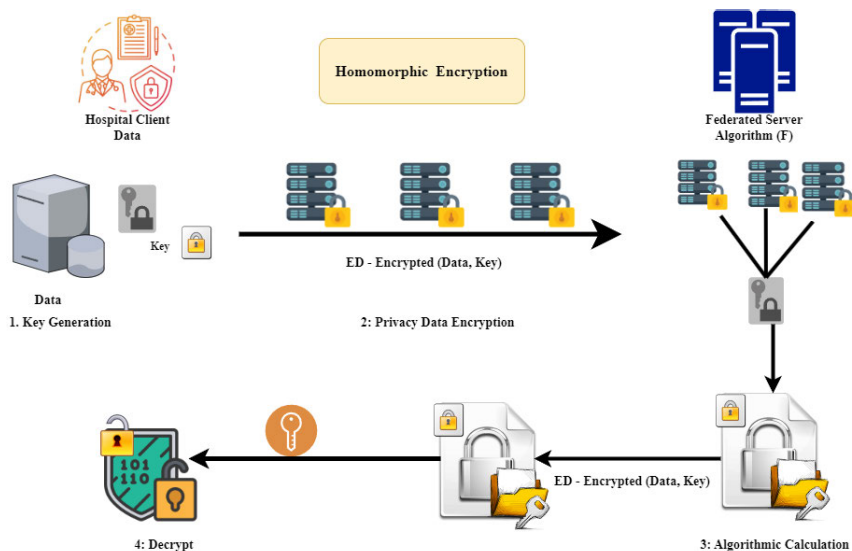 Homomorphic Encryption
Hospital Client
Data
Federated Server
Algorithm (F)
Key
ED - Encrypted (Data, Key)
Data
1. Key Generation
2: Privacy Data Encryption
101
110
ED - Encrypted (Data, Key)
4: Decrypt
3: Algorithmic Calculation